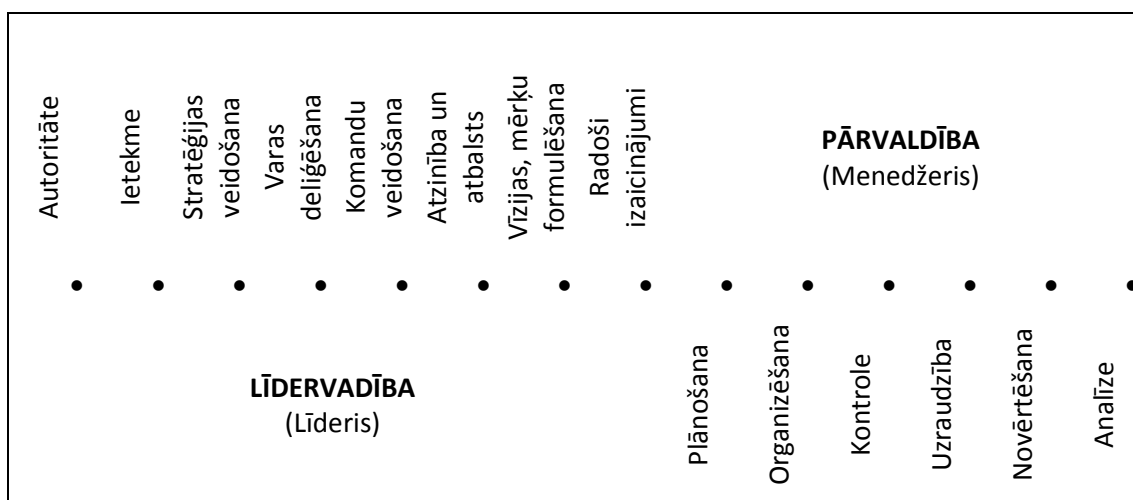 Autoritāte
Ietekme
Stratēģijas
veidošana
Varas
deliģēšana
Komandu
veidošana
Atzinība un
atbalsts
Vīzijas, mērķu
formulēšana
Radoši
izaicinājumi
PĀRVALDĪBA
(Menedžeris)
LĪDERVADĪBA
(Līderis)
Plānošana
Organizēšana
Kontrole
Uzraudzība
Novērtēšana
Analīze